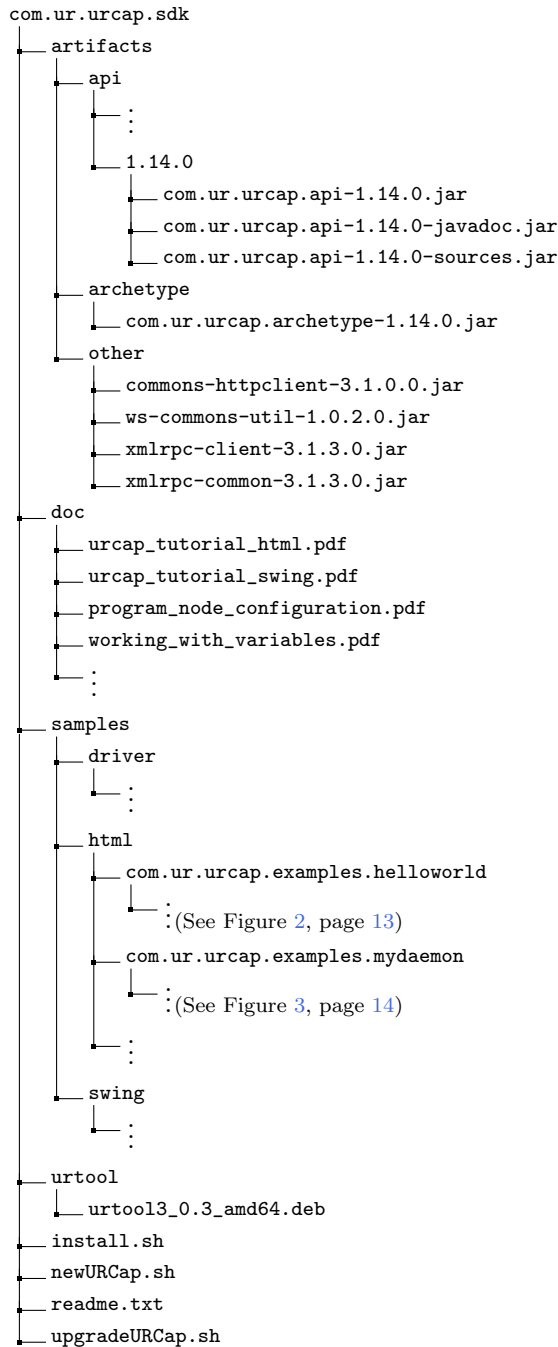 com.ur.urcap.sdk
artifacts
api
⋮
1.14.0
com.ur.urcap.api-1.14.0.jar
com.ur.urcap.api-1.14.0-javadoc.jar
com.ur.urcap.api-1.14.0-sources.jar
archetype
com.ur.urcap.archetype-1.14.0.jar
other
commons-httpclient-3.1.0.0.jar
ws-commons-util-1.0.2.0.jar
xmlrpc-client-3.1.3.0.jar
xmlrpc-common-3.1.3.0.jar
doc
urcap_tutorial_html.pdf
urcap_tutorial_swing.pdf
program_node_configuration.pdf
working_with_variables.pdf
⋮
samples
driver
⋮
html
com.ur.urcap.examples.helloworld
⋮(See Figure 2, page 13)
com.ur.urcap.examples.mydaemon
⋮(See Figure 3, page 14)
⋮
swing
⋮
urtool
urtool3_0.3_amd64.deb
install.sh
newURCap.sh
readme.txt
upgradeURCap.sh